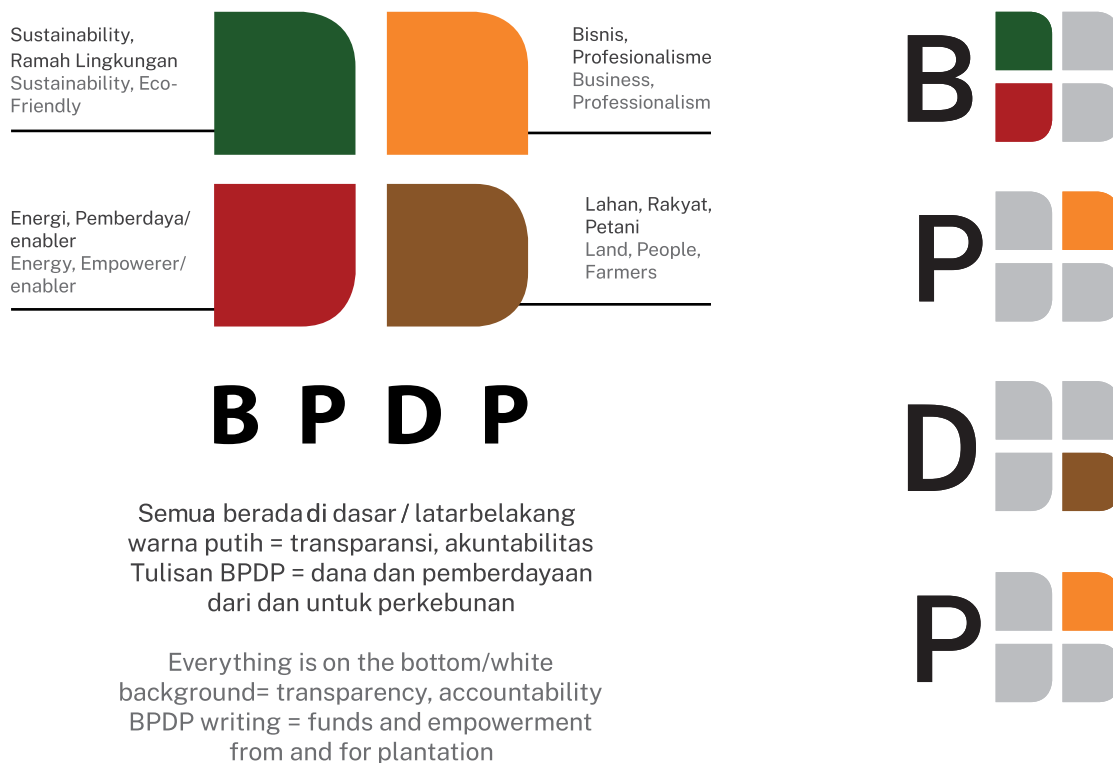 Sustainability,
Ramah Lingkungan
Sustainability, Eco-
Friendly
Bisnis,
Profesionalisme
Business,
Professionalism
Energi, Pemberdaya/
enabler
Energy, Empowerer/
enabler
Lahan, Rakyat,
Petani
Land, People,
Farmers
B P D P
Semua berada di dasar / latarbelakang
warna putih = transparansi, akuntabilitas
Tulisan BPDP = dana dan pemberdayaan
dari dan untuk perkebunan
Everything is on the bottom/white
background= transparency, accountability
BPDP writing = funds and empowerment
from and for plantation
B
P
D
P